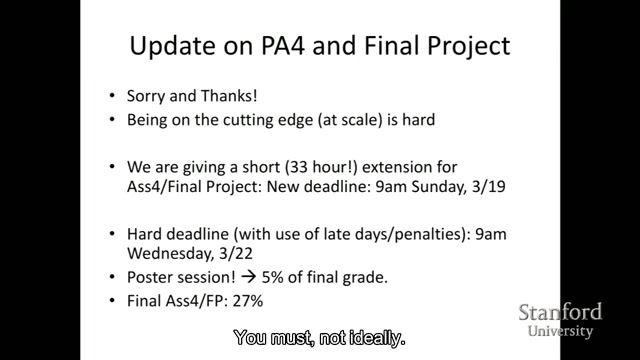 Update on PA4 and Final Project
• Sorry and Thanks!
• Being on the cutting edge (at scale) is hard
• We are giving a short (33 hour!) extension for
Ass4/Final Project: New deadline: 9am Sunday, 3/19
• Hard deadline (with use of late days/penalties): 9am
Wednesday, 3/22
• Poster session! → 5% of final grade.
• Final Ass4/FP: 27%
Stanford
University
You must, not ideally.